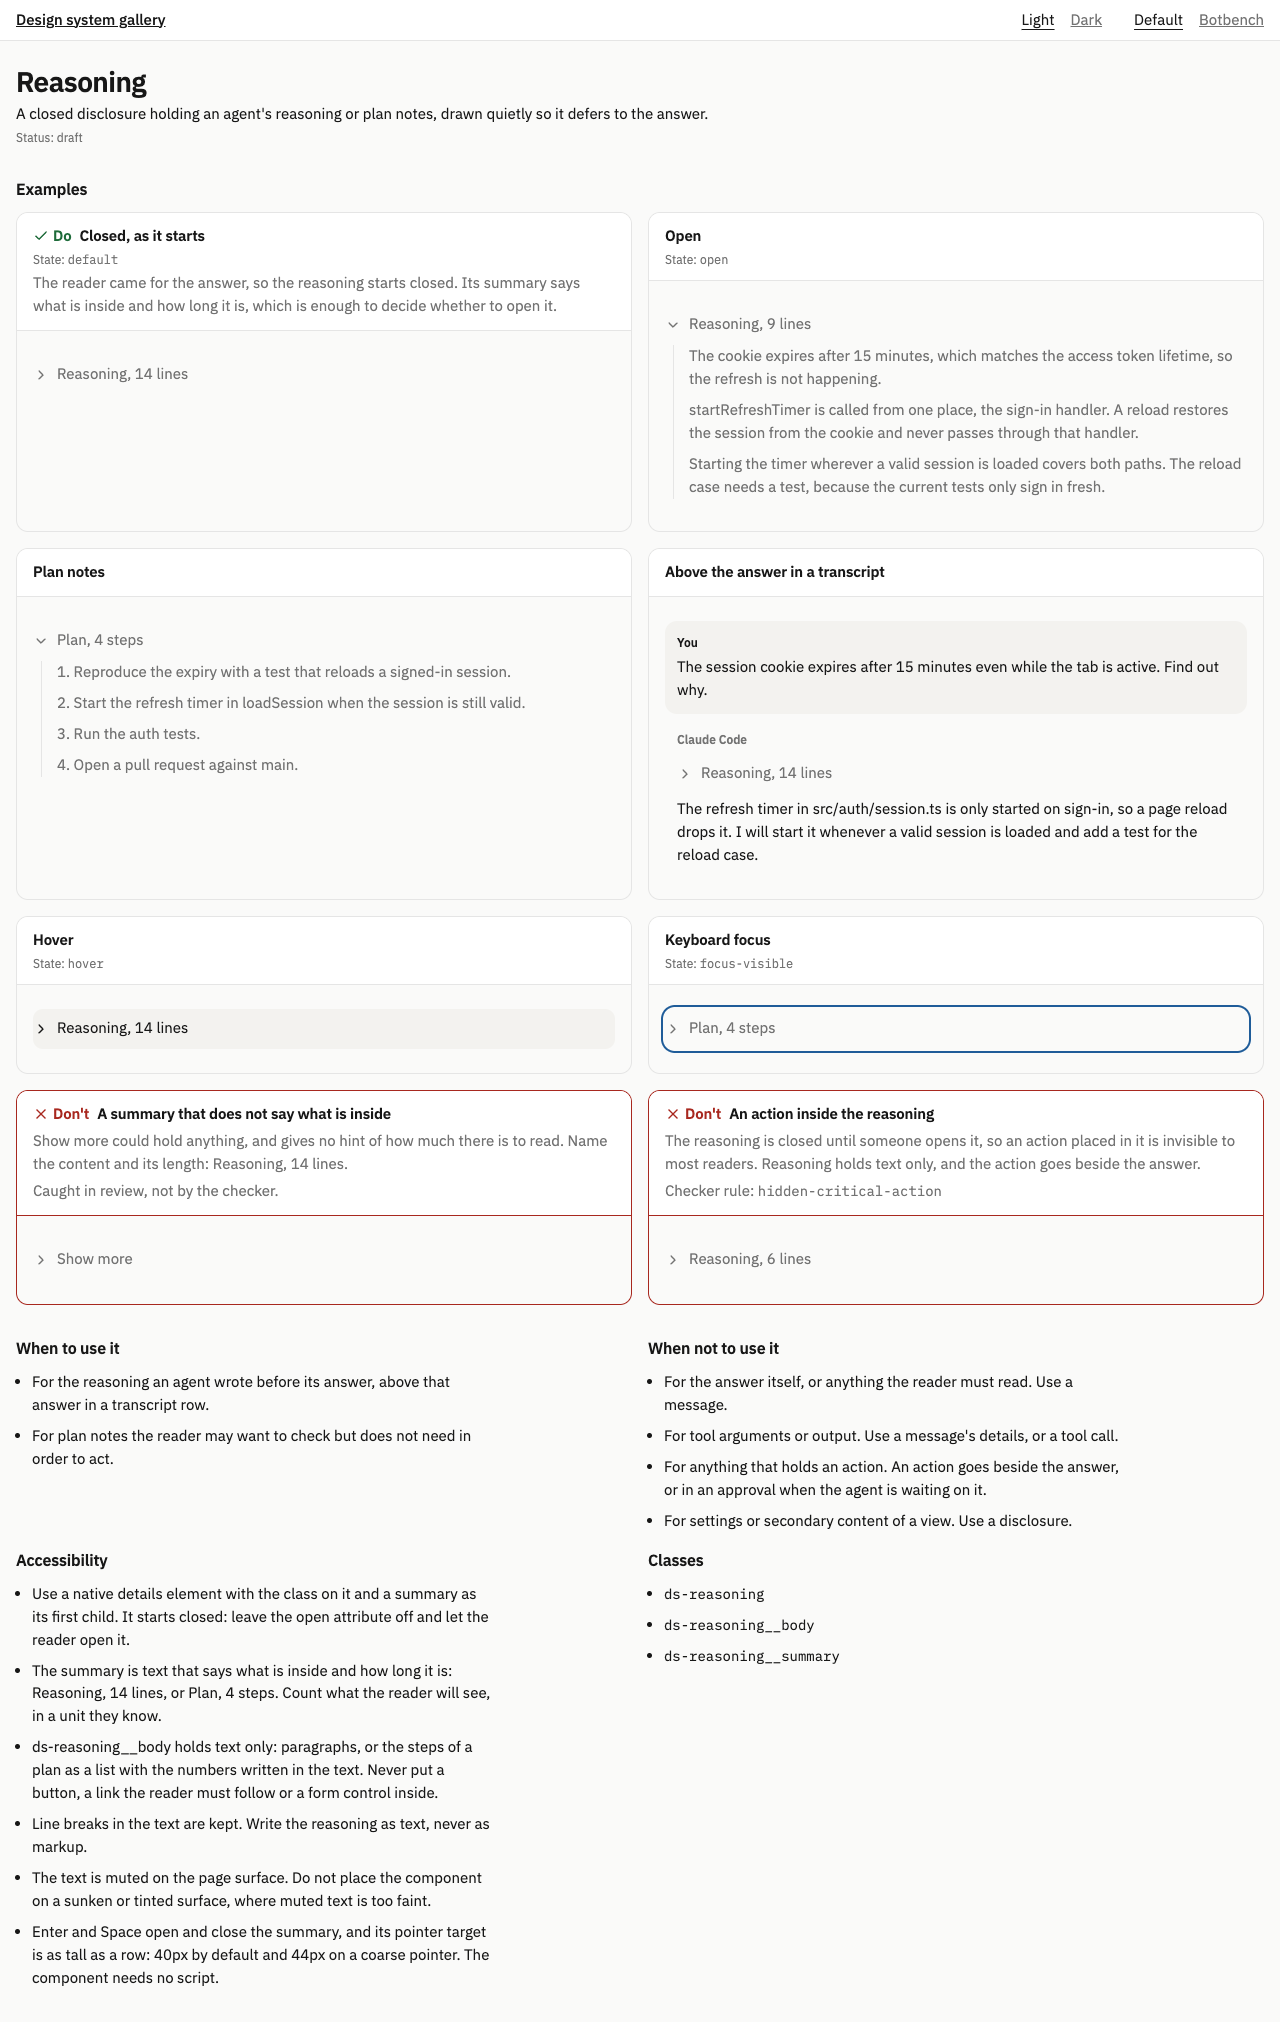 Design system gallery
Light Dark Default Botbench
Reasoning
A closed disclosure holding an agent's reasoning or plan notes, drawn quietly so it defers to the answer.
Status: draft
Examples
Do Closed, as it starts
State: default
The reader came for the answer, so the reasoning starts closed. Its summary says
what is inside and how long it is, which is enough to decide whether to open it.
Reasoning, 14 lines
Open
State: open
Reasoning, 9 lines
The cookie expires after 15 minutes, which matches the access token lifetime, so
the refresh is not happening.
startRefreshTimer is called from one place, the sign-in handler. A reload restores
the session from the cookie and never passes through that handler.
Starting the timer wherever a valid session is loaded covers both paths. The reload
case needs a test, because the current tests only sign in fresh.
Plan notes
Plan, 4 steps
1. Reproduce the expiry with a test that reloads a signed-in session.
2. Start the refresh timer in loadSession when the session is still valid.
3. Run the auth tests.
4. Open a pull request against main.
Above the answer in a transcript
You
The session cookie expires after 15 minutes even while the tab is active. Find out
why.
Claude Code
Reasoning, 14 lines
The refresh timer in src/auth/session.ts is only started on sign-in, so a page reload
drops it. I will start it whenever a valid session is loaded and add a test for the
reload case.
Hover
State: hover
Reasoning, 14 lines
Keyboard focus
State: focus-visible
Plan, 4 steps
Don't A summary that does not say what is inside
Show more could hold anything, and gives no hint of how much there is to read. Name
the content and its length: Reasoning, 14 lines.
Caught in review, not by the checker.
Show more
Don't An action inside the reasoning
The reasoning is closed until someone opens it, so an action placed in it is invisible to
most readers. Reasoning holds text only, and the action goes beside the answer.
Checker rule: hidden-critical-action
Reasoning, 6 lines
When to use it
• For the reasoning an agent wrote before its answer, above that
answer in a transcript row.
• For plan notes the reader may want to check but does not need in
order to act.
When not to use it
• For the answer itself, or anything the reader must read. Use a
message.
• For tool arguments or output. Use a message's details, or a tool call.
• For anything that holds an action. An action goes beside the answer,
or in an approval when the agent is waiting on it.
• For settings or secondary content of a view. Use a disclosure.
Accessibility
• Use a native details element with the class on it and a summary as
its first child. It starts closed: leave the open attribute off and let the
reader open it.
• The summary is text that says what is inside and how long it is:
Reasoning, 14 lines, or Plan, 4 steps. Count what the reader will see,
in a unit they know.
• ds-reasoning__body holds text only: paragraphs, or the steps of a
plan as a list with the numbers written in the text. Never put a
button, a link the reader must follow or a form control inside.
• Line breaks in the text are kept. Write the reasoning as text, never as
markup.
• The text is muted on the page surface. Do not place the component
on a sunken or tinted surface, where muted text is too faint.
• Enter and Space open and close the summary, and its pointer target
is as tall as a row: 40px by default and 44px on a coarse pointer. The
component needs no script.
Classes
• ds-reasoning
• ds-reasoning__body
• ds-reasoning__summary